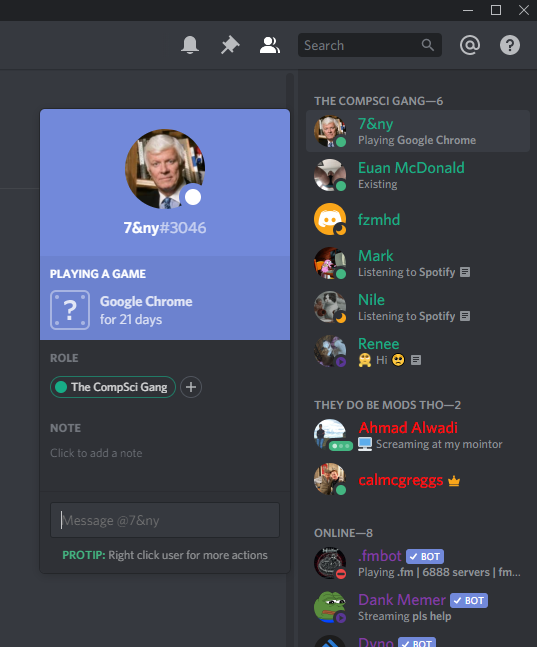 Search
7&ny#3046
PLAYING A GAME
?
Google Chrome
for 21 days
ROLE
The CompSci Gang
NOTE
Click to add a note
Message @7&ny
PROTIP: Right click user for more actions
THE COMPSCI GANG—6
7&ny
Playing Google Chrome
Euan McDonald
Existing
fzmhd
Mark
Listening to Spotify
Nile
Listening to Spotify
Renee
Hi
THEY DO BE MODS THO—2
Ahmad Alwadi
Screaming at my mointor
calmcgreggs
ONLINE—8
.fmbot ✓ BOT
Playing .fm | 6888 servers | fm...
Dank Memer ✓ BOT
Streaming pls help
Dyno ✓ BOT